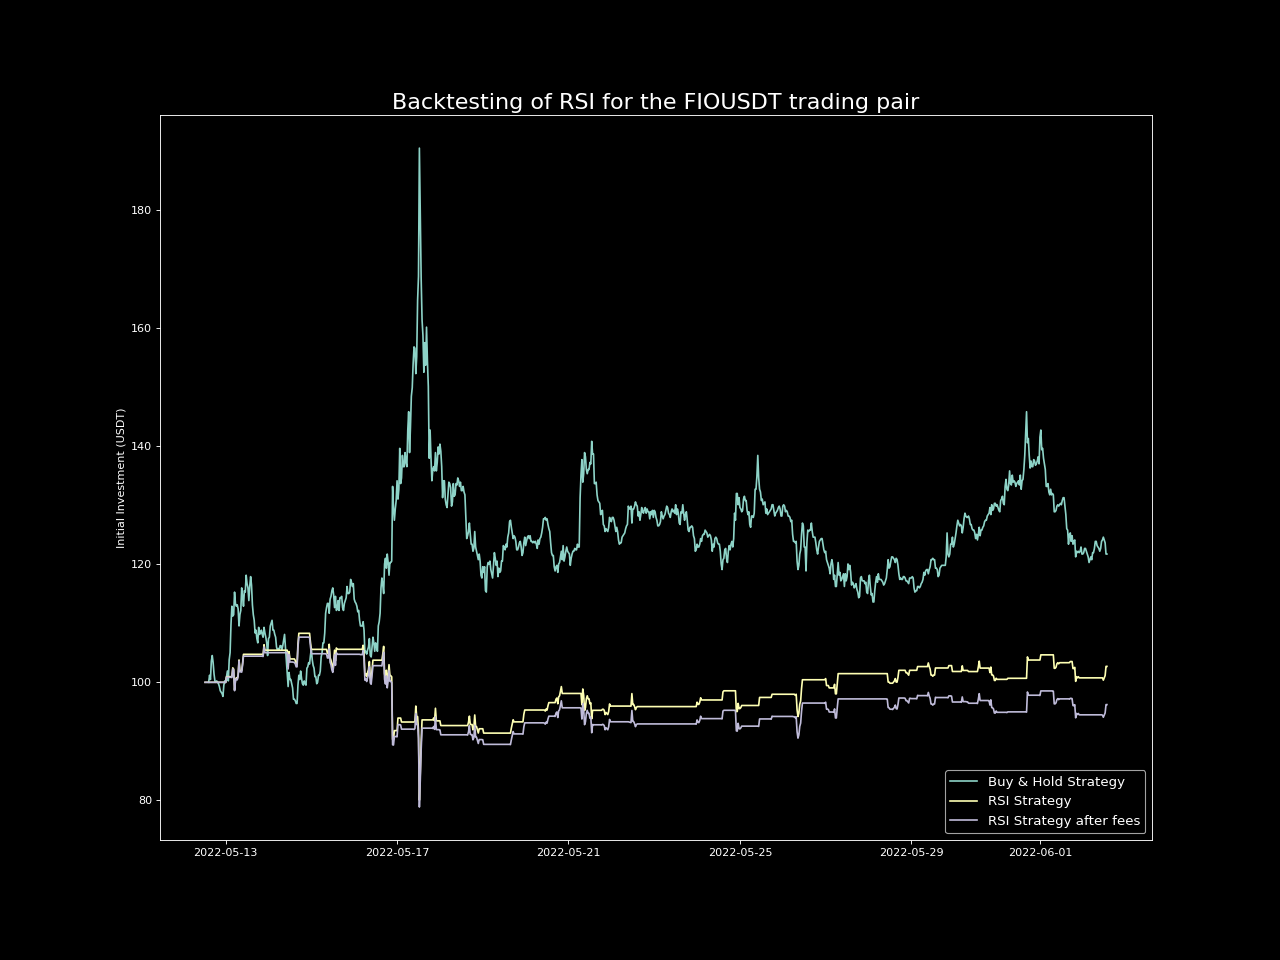 Backtesting of RSI for the FIOUSDT trading pair
Initial Investment (USDT)
180
160
140
120
100
80
2022-05-13 2022-05-17 2022-05-21 2022-05-25 2022-05-29 2022-06-01
Buy & Hold Strategy
RSI Strategy
RSI Strategy after fees